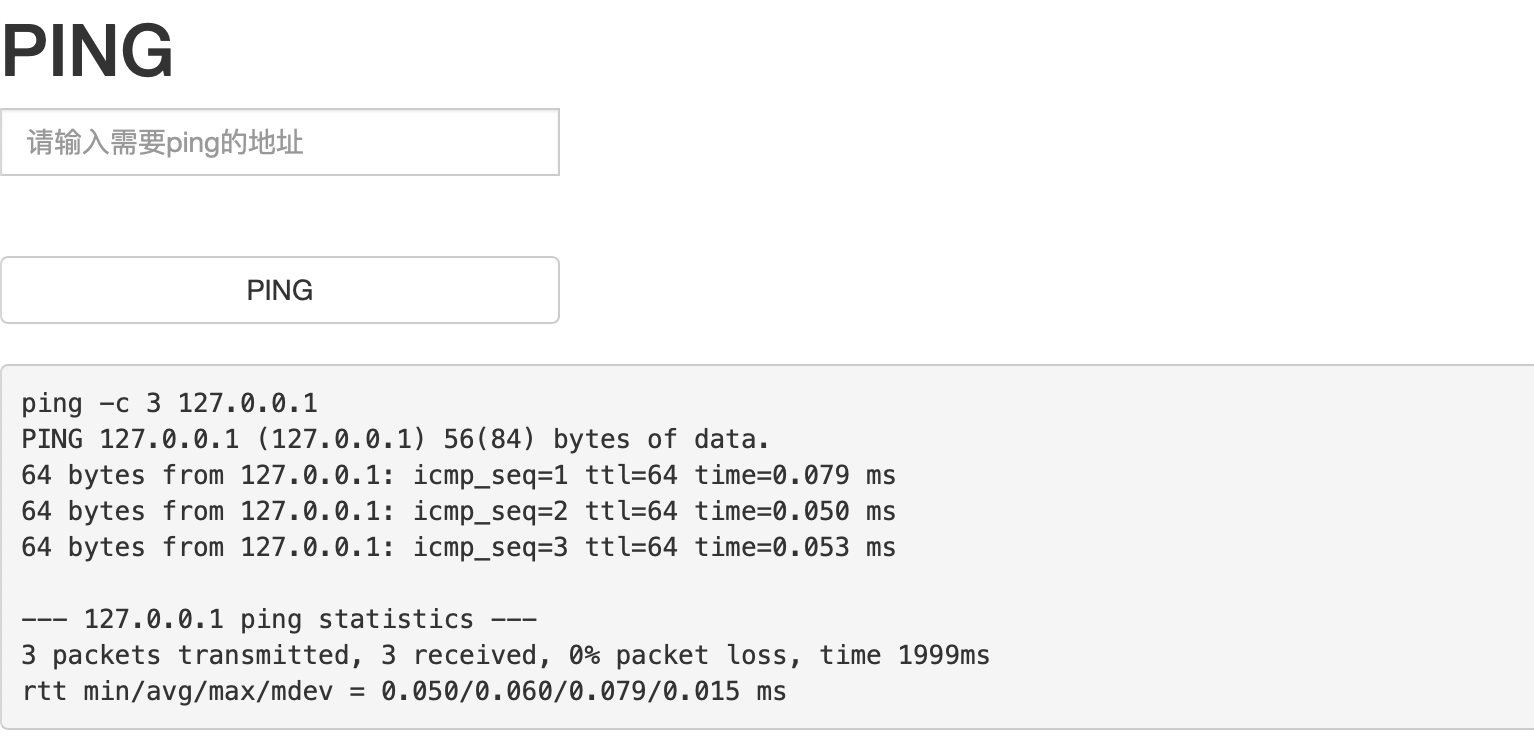 PING
请输入需要ping的地址
PING
ping -c 3 127.0.0.1
PING 127.0.0.1 (127.0.0.1) 56(84) bytes of data.
64 bytes from 127.0.0.1: icmp_seq=1 ttl=64 time=0.079 ms
64 bytes from 127.0.0.1: icmp_seq=2 ttl=64 time=0.050 ms
64 bytes from 127.0.0.1: icmp_seq=3 ttl=64 time=0.053 ms
--- 127.0.0.1 ping statistics ---
3 packets transmitted, 3 received, 0% packet loss, time 1999ms
rtt min/avg/max/mdev = 0.050/0.060/0.079/0.015 ms